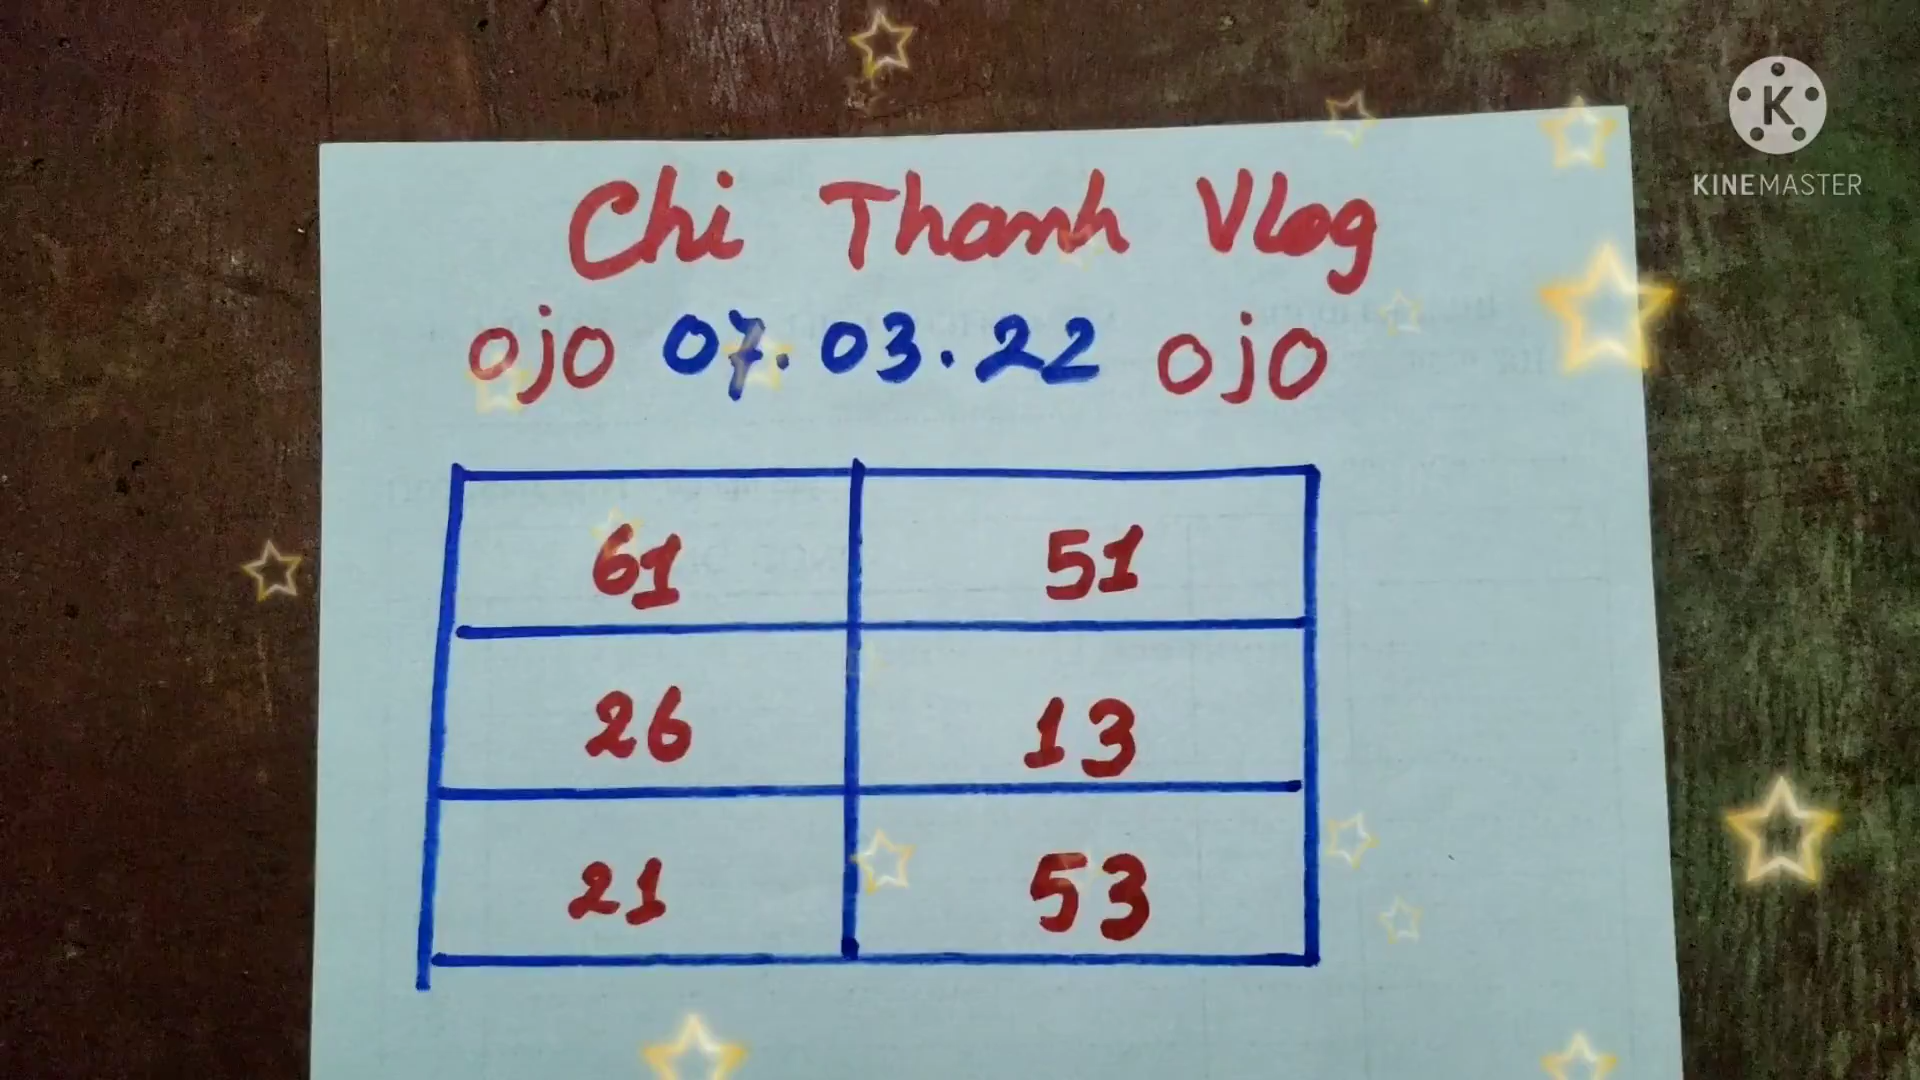 K
KINEMASTER
Chi Thanh Vlog
ojo 07.03.22 ojo
61 51
26 13
21 53